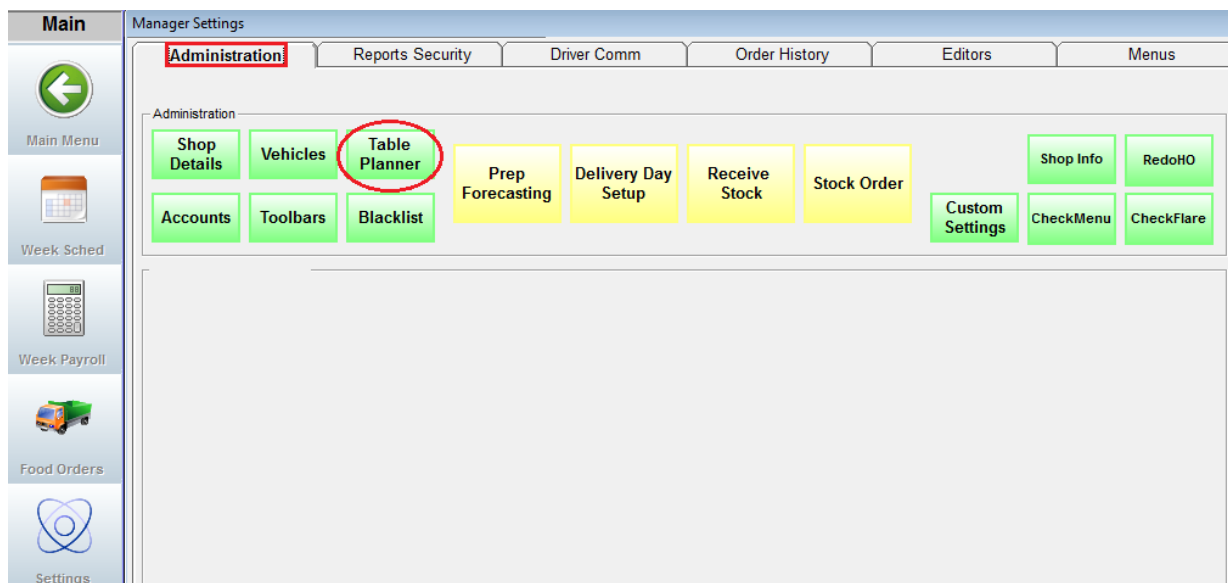 Main
Manager Settings
Administration
Reports Security
Driver Comm
Order History
Editors
Menus
Main Menu
Week Sched
Week Payroll
Food Orders
Settings
Administration
Shop
Details
Vehicles
Table
Planner
Accounts
Toolbars
Blacklist
Prep
Forecasting
Delivery Day
Setup
Receive
Stock
Stock Order
Custom
Settings
Shop Info
RedoHO
CheckMenu
CheckFlare